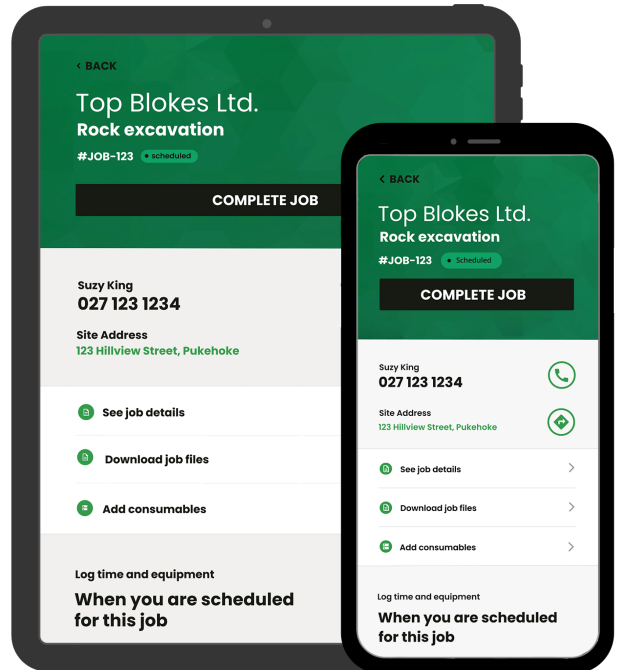 < BACK
Top Blokes Ltd.
Rock excavation
#JOB-123 • scheduled
COMPLETE JOB
Suzy King
027 123 1234
Site Address
123 Hillview Street, Pukehoke
See job details
Download job files
Add consumables
Log time and equipment
When you are scheduled
for this job
< BACK
Top Blokes Ltd.
Rock excavation
#JOB-123 • Scheduled
COMPLETE JOB
Suzy King
027 123 1234
Site Address
123 Hillview Street, Pukehoke
See job details >
Download job files >
Add consumables >
Log time and equipment
When you are scheduled
for this job